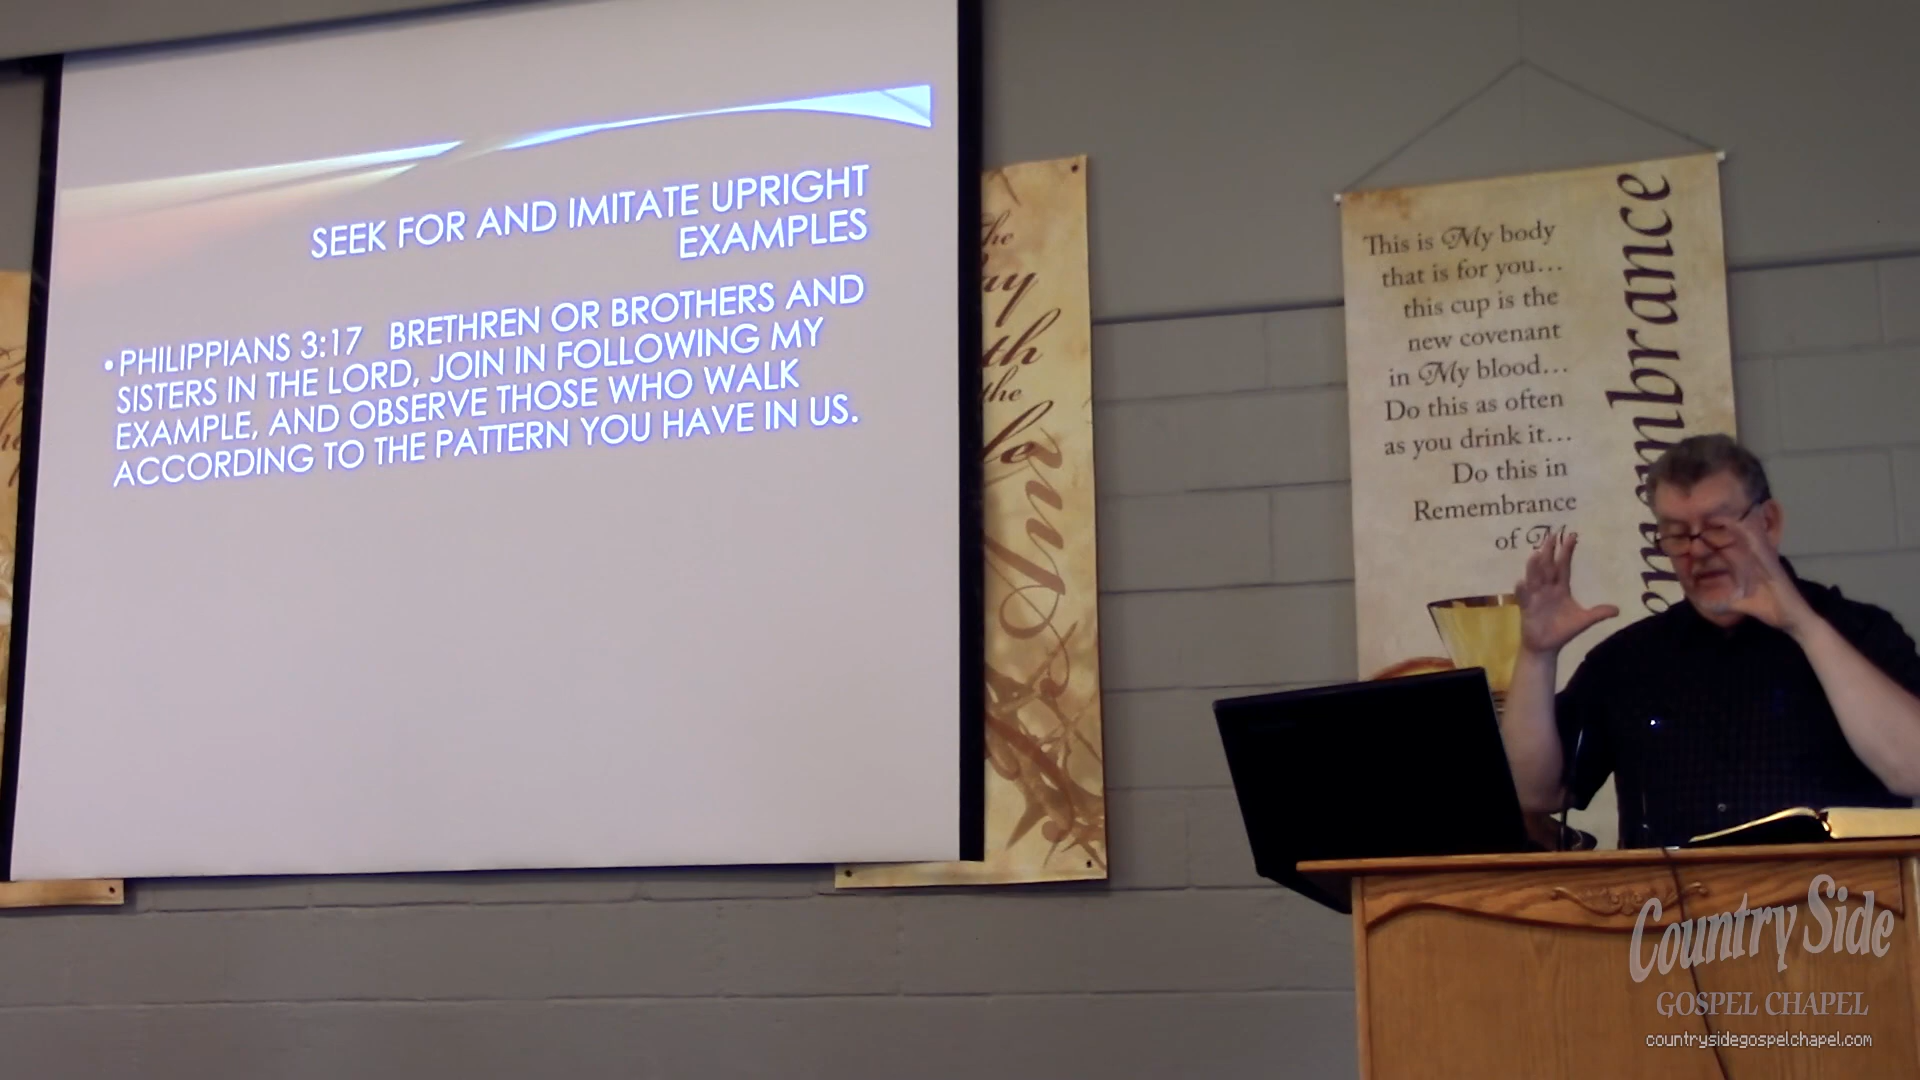 SEEK FOR AND IMITATE UPRIGHT
EXAMPLES
• PHILIPPIANS 3:17 BRETHREN OR BROTHERS AND
SISTERS IN THE LORD, JOIN IN FOLLOWING MY
EXAMPLE, AND OBSERVE THOSE WHO WALK
ACCORDING TO THE PATTERN YOU HAVE IN US.
This is My body
that is for you...
this cup is the
new covenant
in My blood...
Do this as often
as you drink it...
Do this in
Remembrance
of Me
the
Country Side
GOSPEL CHAPEL
countrysidegospelchapel.com